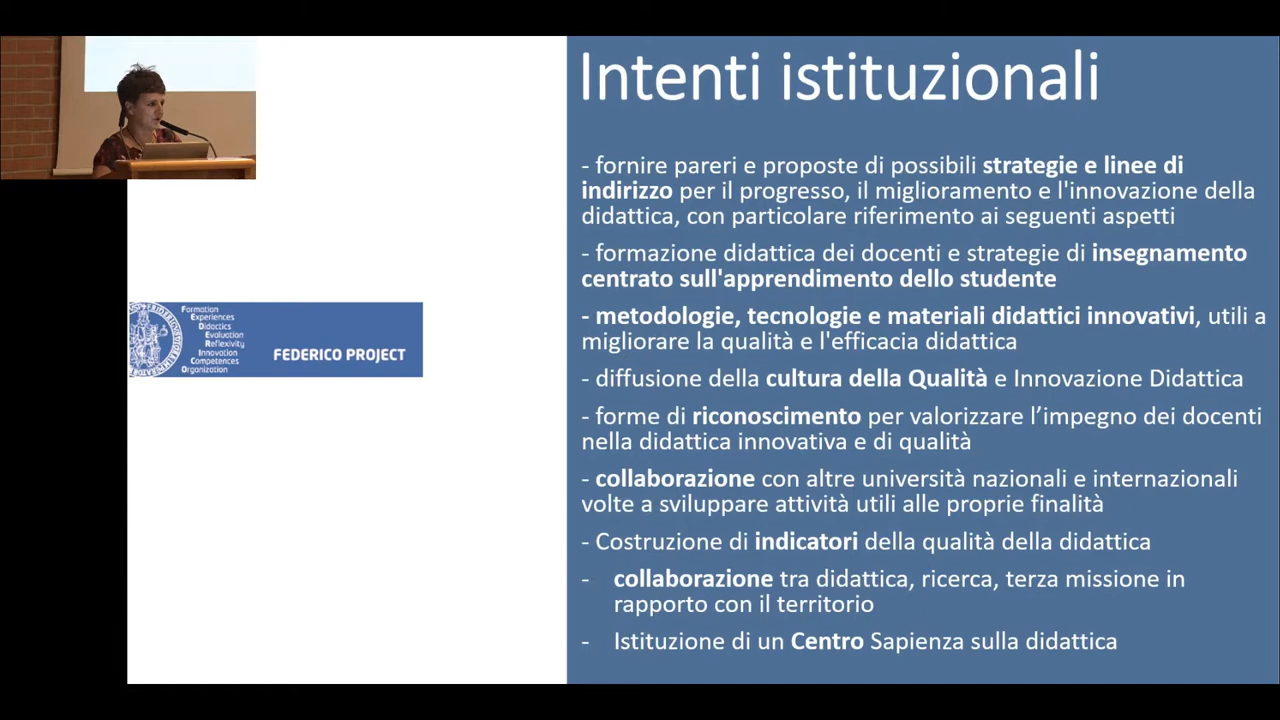 Intenti istituzionali
- fornire pareri e proposte di possibili strategie e linee di
indirizzo per il progresso, il miglioramento e l'innovazione della
didattica, con particolare riferimento ai seguenti aspetti
- formazione didattica dei docenti e strategie di insegnamento
centrato sull'apprendimento dello studente
- metodologie, tecnologie e materiali didattici innovativi, utili a
migliorare la qualità e l'efficacia didattica
- diffusione della cultura della Qualità e Innovazione Didattica
- forme di riconoscimento per valorizzare l’impegno dei docenti
nella didattica innovativa e di qualità
- collaborazione con altre università nazionali e internazionali
volte a sviluppare attività utili alle proprie finalità
- Costruzione di indicatori della qualità della didattica
- collaborazione tra didattica, ricerca, terza missione in
rapporto con il territorio
- Istituzione di un Centro Sapienza sulla didattica
Formation
Experiences
Didactics
Evaluation
Reflexivity
Innovation
Competences
Organization
FEDERICO PROJECT